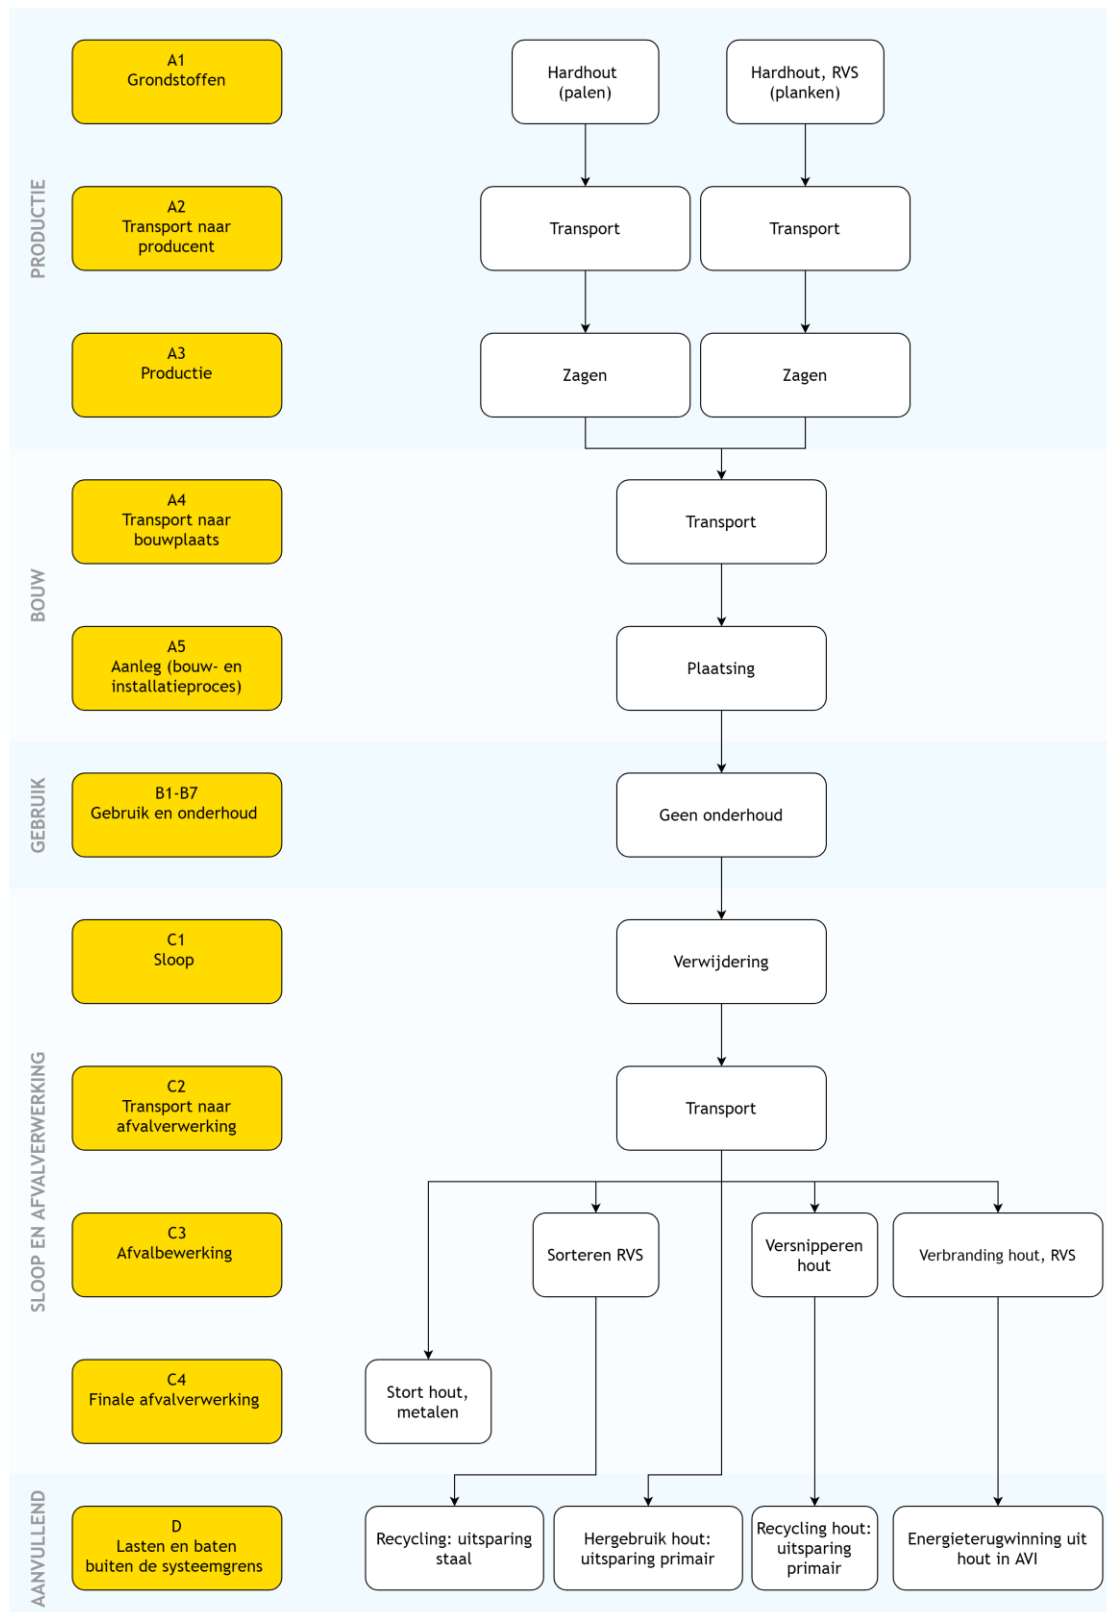 PRODUCTIE
A1
Grondstoffen
Hardhout
(palen)
Hardhout, RVS
(planken)
A2
Transport naar
producent
Transport
Transport
A3
Productie
Zagen
Zagen
BOUW
A4
Transport naar
bouwplaats
Transport
A5
Aanleg (bouw- en
installatieproces)
Plaatsing
GEBRUIK
B1-B7
Gebruik en onderhoud
Geen onderhoud
SLOOP EN AFVALVERWERKING
C1
Sloop
Verwijdering
C2
Transport naar
afvalverwerking
Transport
C3
Afvalbewerking
Sorteren RVS
Versnipperen
hout
Verbranding hout, RVS
C4
Finale afvalverwerking
Stort hout,
metalen
AANVULLEND
D
Lasten en baten
buiten de systeemgrens
Recycling: uitsparing
staal
Hergebruik hout:
uitsparing primair
Recycling hout:
uitsparing
primair
Energieterugwinning uit
hout in AVI